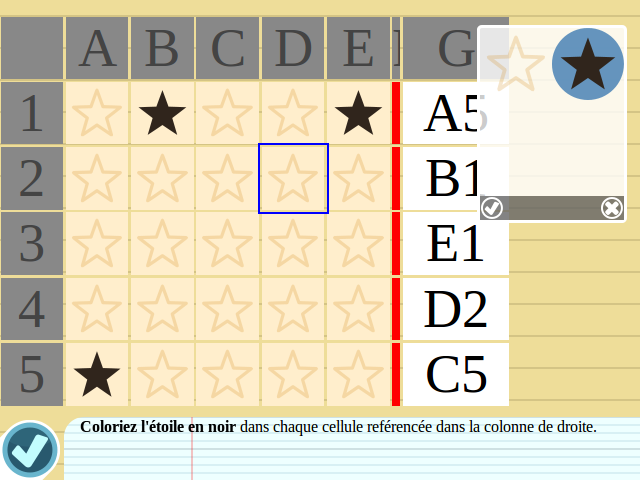 A B C D E G
1 A5
2 B1
3 E1
4 D2
5 C5
Coloriez l'étoile en noir dans chaque cellule référencée dans la colonne de droite.